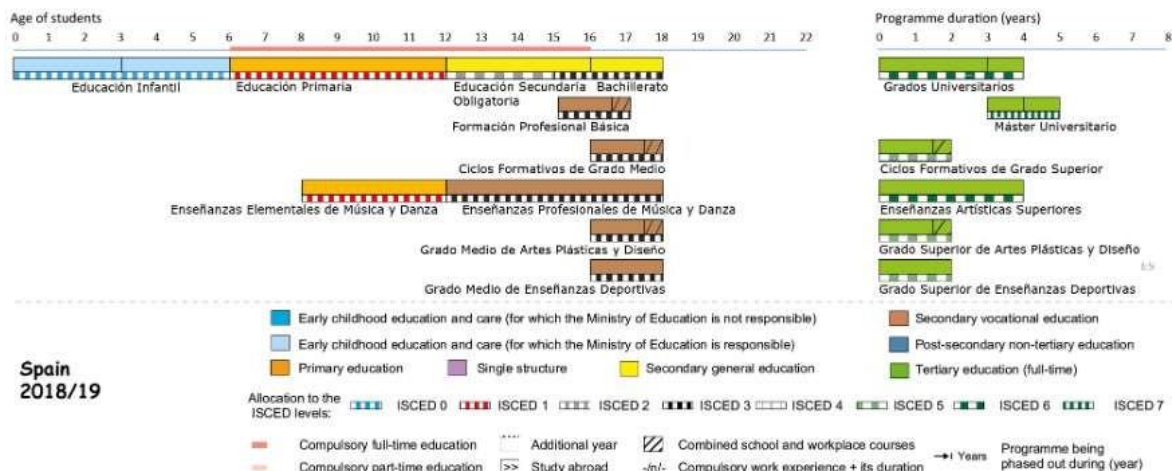 Age of students
Programme duration (years)
0 1 2 3 4 5 6 7 8 9 10 11 12 13 14 15 16 17 18 19 20 21 22
0 1 2 3 4 5 6 7 8
Educación Infantil
Educación Primaria
Educación Secundaria
Obligatoria
Bachillerato
Grados Universitarios
Formación Profesional Básica
Máster Universitario
Ciclos Formativos de Grado Medio
Ciclos Formativos de Grado Superior
Enseñanzas Elementales de Música y Danza
Enseñanzas Profesionales de Música y Danza
Enseñanzas Artísticas Superiores
Grado Medio de Artes Plásticas y Diseño
Grado Superior de Artes Plásticas y Diseño
Grado Medio de Enseñanzas Deportivas
Grado Superior de Enseñanzas Deportivas
Spain
2018/19
Early childhood education and care (for which the Ministry of Education is not responsible)
Secondary vocational education
Early childhood education and care (for which the Ministry of Education is responsible)
Post-secondary non-tertiary education
Primary education
Single structure
Secondary general education
Tertiary education (full-time)
Allocation to the
ISCED levels:
ISCED 0
ISCED 1
ISCED 2
ISCED 3
ISCED 4
ISCED 5
ISCED 6
ISCED 7
Compulsory full-time education
Additional year
Combined school and workplace courses
Years
Programme being
phased out during (year)
Compulsory part-time education
>> Study abroad
-/n/- Compulsory work experience + its duration